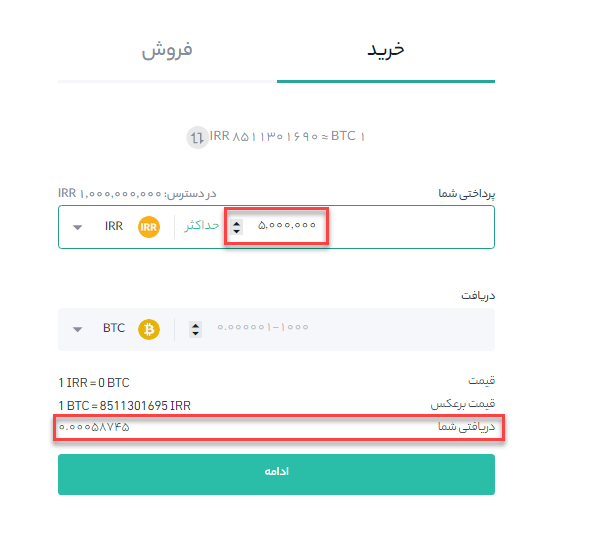 خرید فروش
۱ BTC ≈ ۸۵۱۱۳۰۱۶۹۰ IRR
پرداختی شما در دسترس: ۱,۰۰۰,۰۰۰,۰۰۰ IRR
۵,۰۰۰,۰۰۰ حداکثر IRR IRR
دریافت
۰.۰۰۰۰۰۱-۱۰۰۰ BTC
قیمت 1 IRR = 0 BTC
قیمت برعکس 1 BTC = 8511301695 IRR
دریافتی شما ۰.۰۰۰۵۸۷۴۵
ادامه